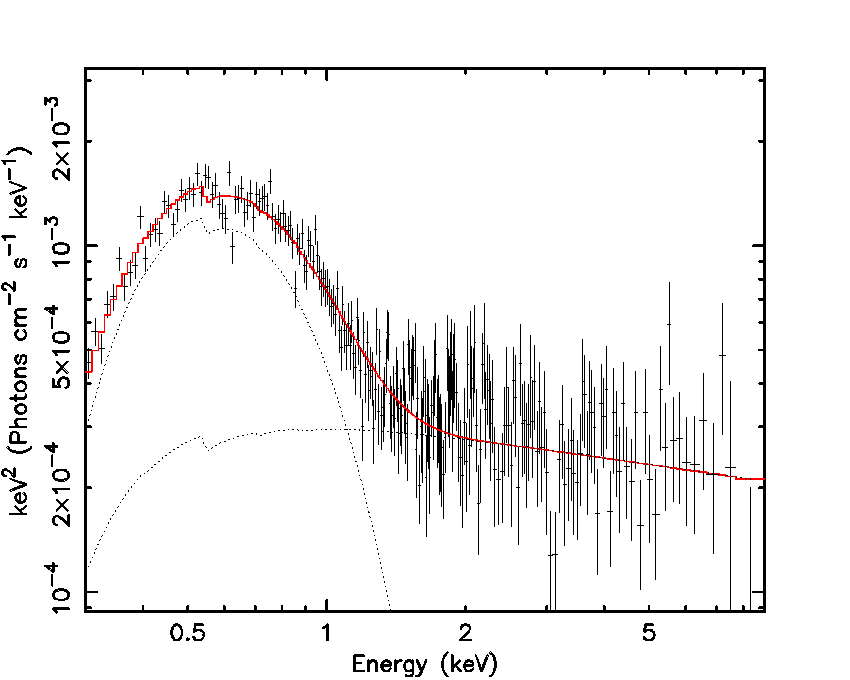 keV² (Photons cm⁻² s⁻¹ keV⁻¹)
2×10⁻³
10⁻³
5×10⁻⁴
2×10⁻⁴
10⁻⁴
0.5 1 2 5
Energy (keV)